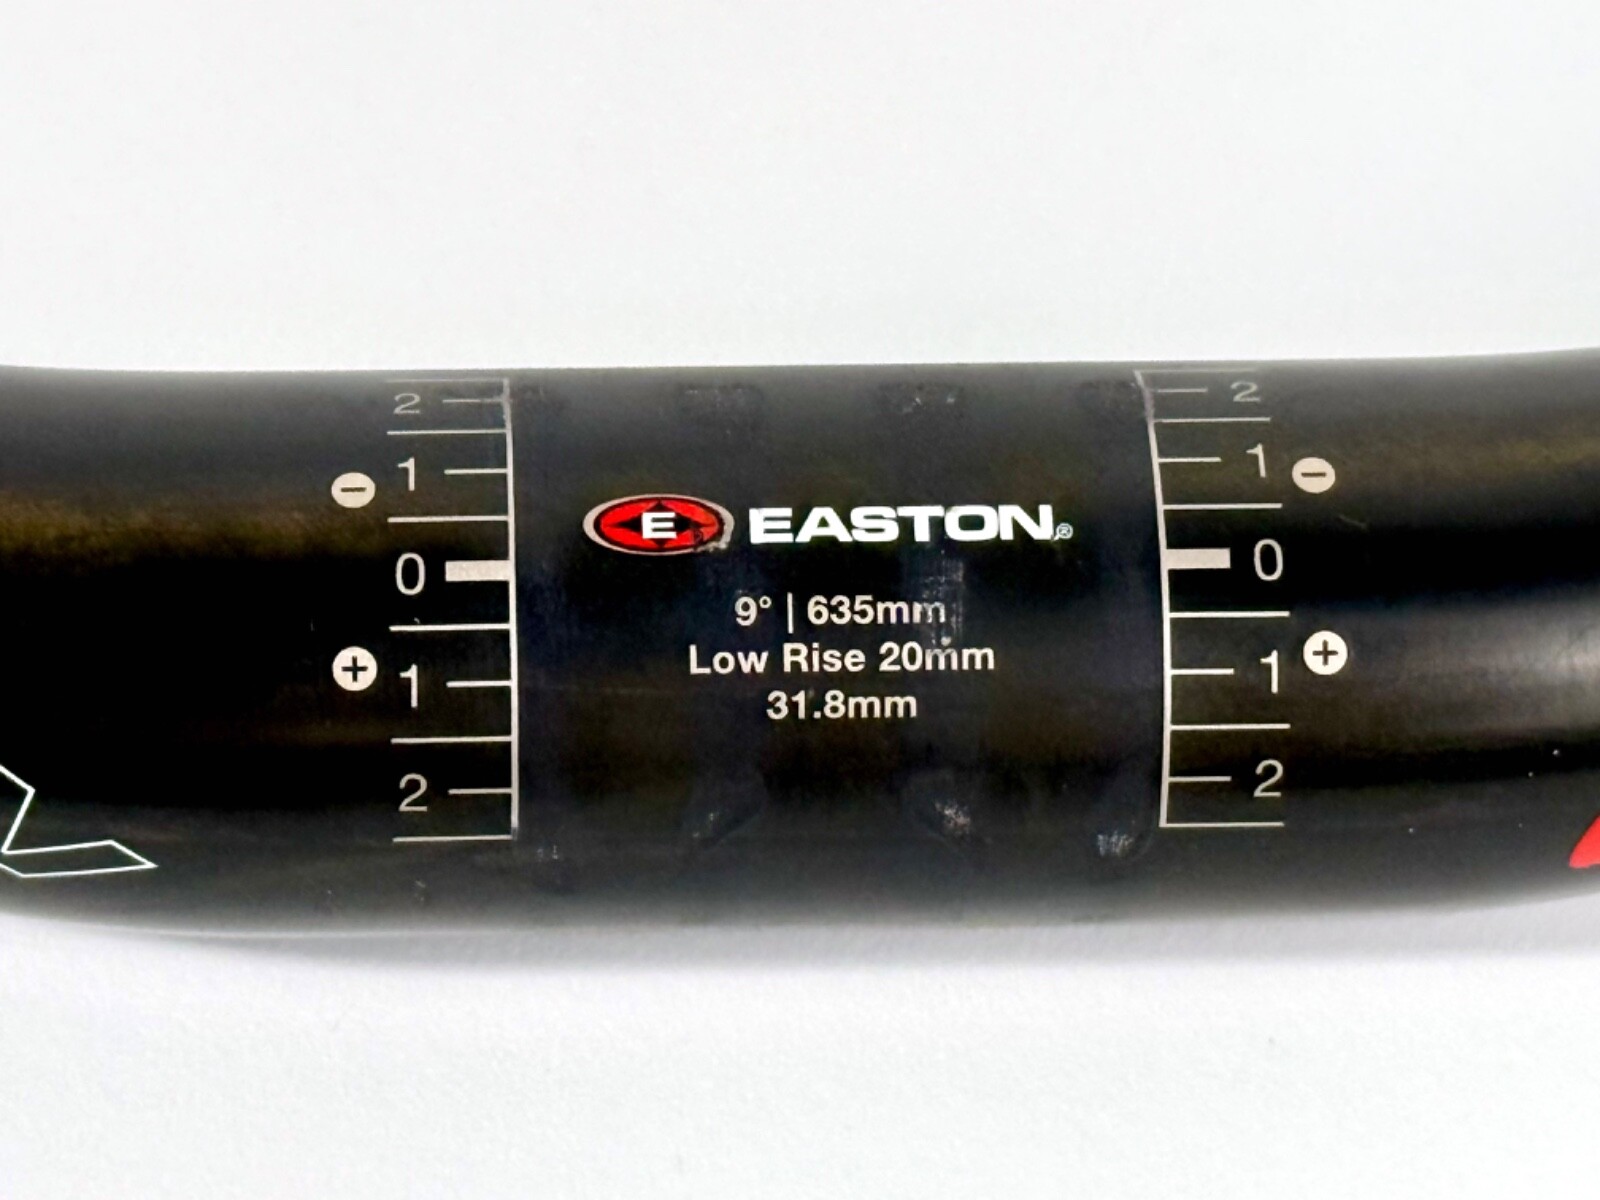 2 2
1 1
− −
E EASTON®
0 0
9° | 635mm
+ Low Rise 20mm +
1 1
31.8mm
2 2